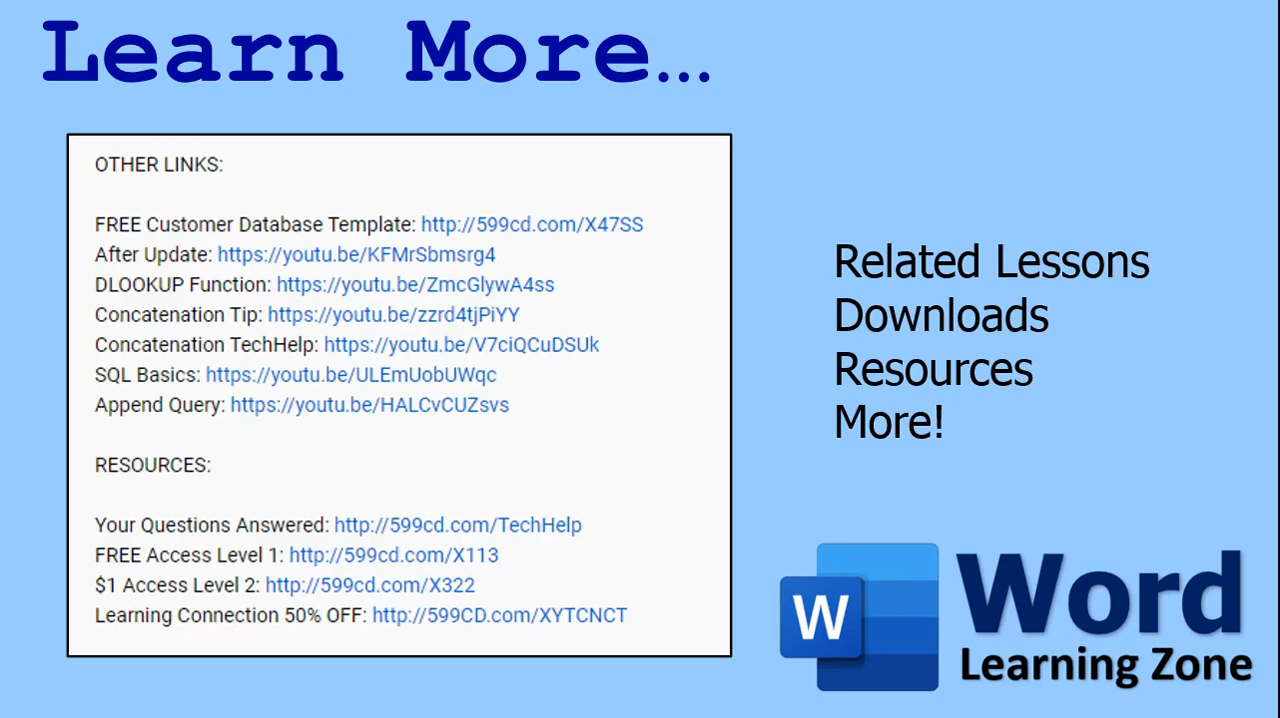 Learn More...
OTHER LINKS:
FREE Customer Database Template: http://599cd.com/X47SS
After Update: https://youtu.be/KFMrSbmsrg4
DLOOKUP Function: https://youtu.be/ZmcGlywA4ss
Concatenation Tip: https://youtu.be/zzrd4tjPiYY
Concatenation TechHelp: https://youtu.be/V7ciQCuDSUk
SQL Basics: https://youtu.be/ULEmUobUWqc
Append Query: https://youtu.be/HALCvCUZsvs
RESOURCES:
Your Questions Answered: http://599cd.com/TechHelp
FREE Access Level 1: http://599cd.com/X113
$1 Access Level 2: http://599cd.com/X322
Learning Connection 50% OFF: http://599CD.com/XYTCNCT
Related Lessons
Downloads
Resources
More!
W
Word
Learning Zone